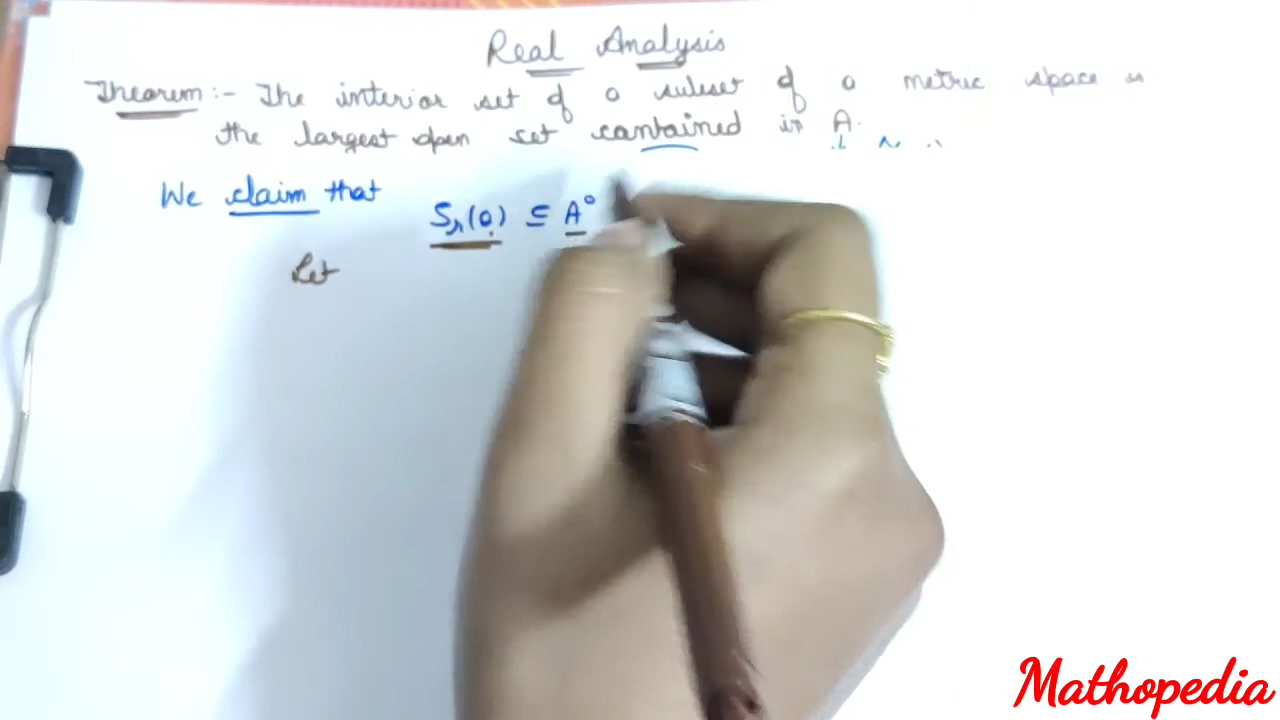 Real Analysis
Theorem :- The interior set of a subset of a metric space is
the largest open set contained in A.
We claim that
Sr(a) ⊆ A°
Let
Mathopedia